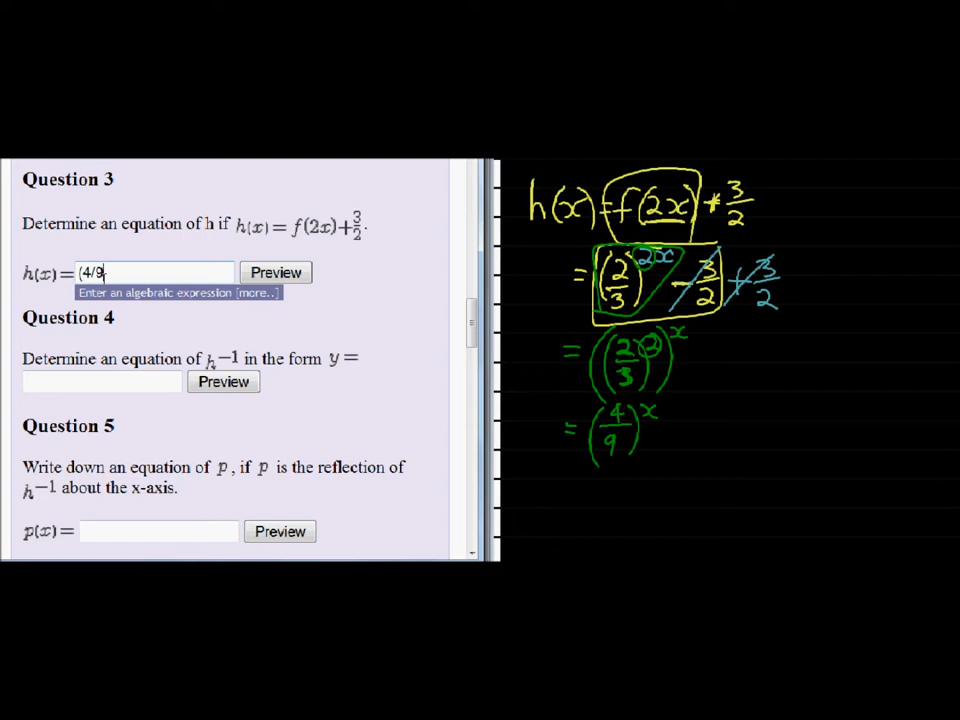 Question 3
Determine an equation of h if h(x) = f(2x)+3/2.
h(x) = (4/9 Preview
Enter an algebraic expression [more..]
Question 4
Determine an equation of h^−1 in the form y =
Preview
Question 5
Write down an equation of p, if p is the reflection of
h^−1 about the x-axis.
p(x) = Preview
h(x) = f(2x) + 3/2
= (2/3)^2x − 3/2 + 3/2
= ((2/3)^2)^x
= (4/9)^x